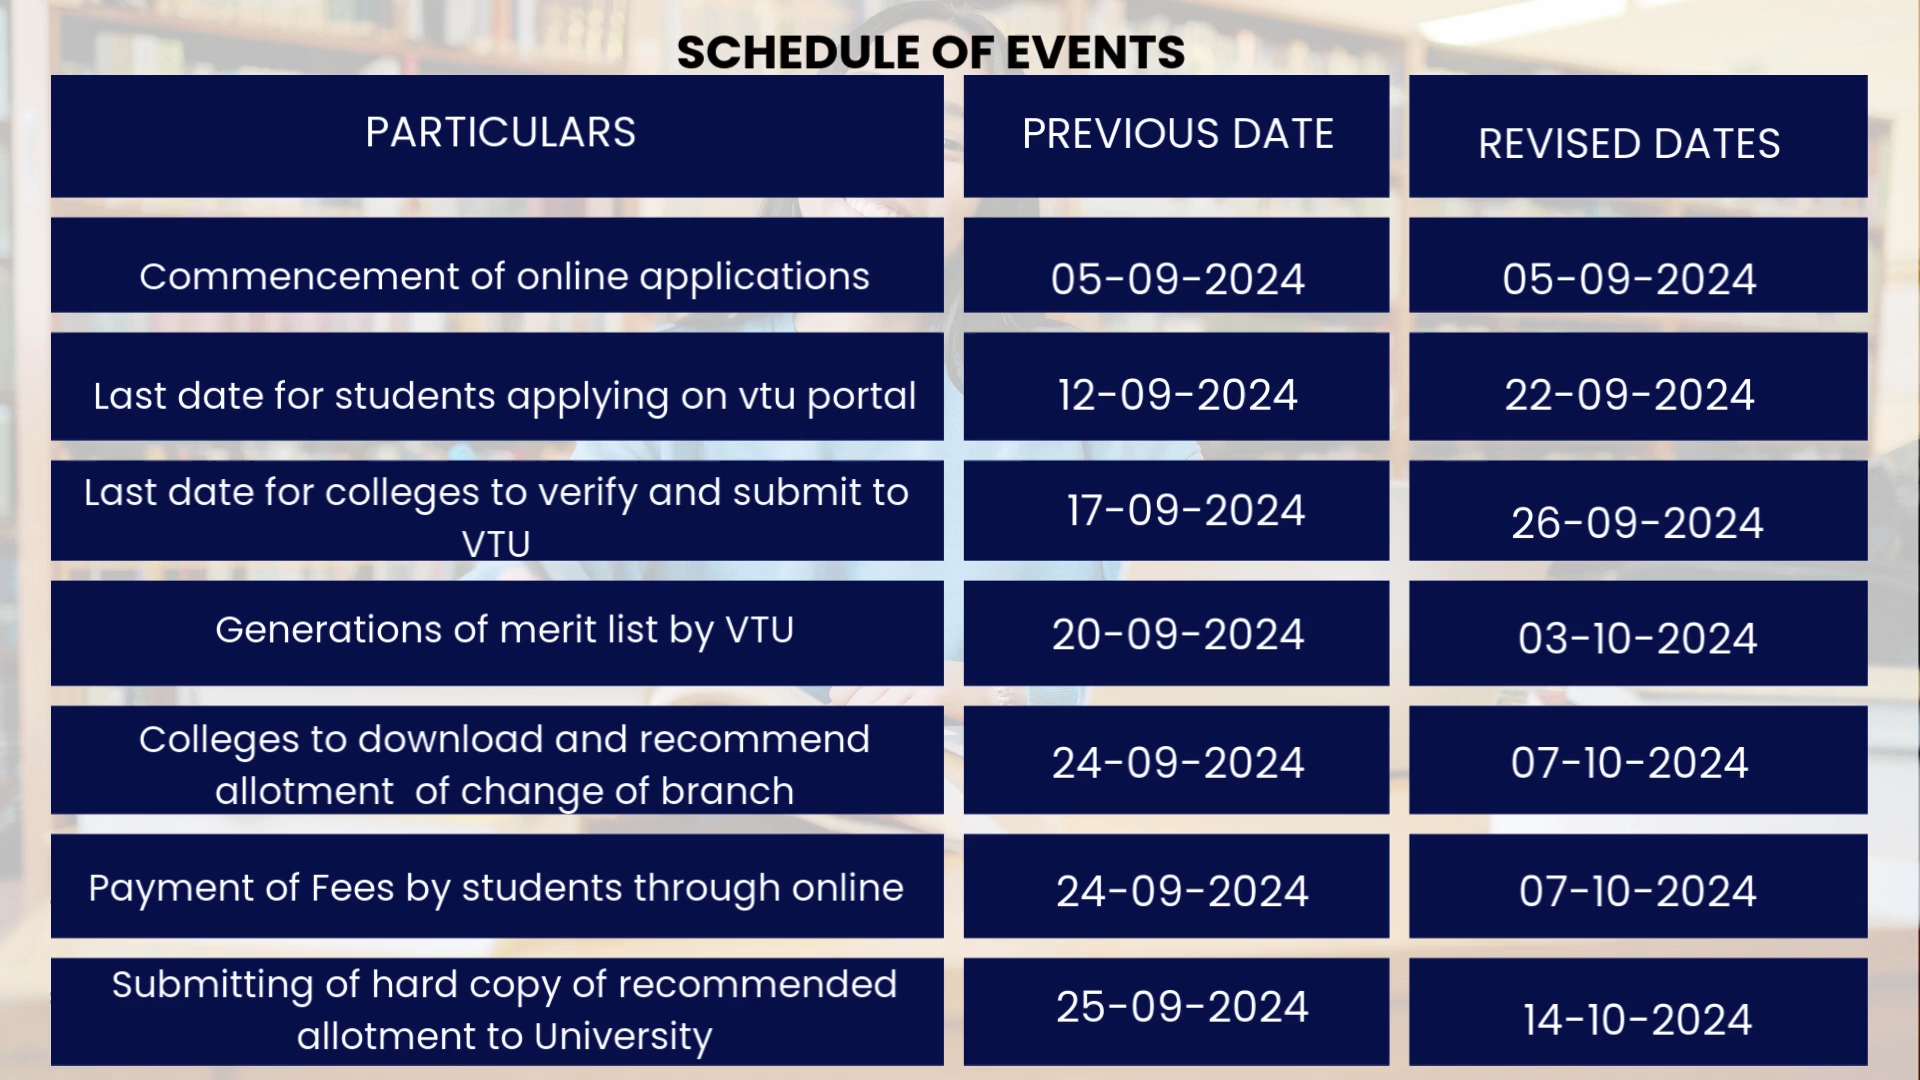 SCHEDULE OF EVENTS
PARTICULARS PREVIOUS DATE REVISED DATES
Commencement of online applications 05-09-2024 05-09-2024
Last date for students applying on vtu portal 12-09-2024 22-09-2024
Last date for colleges to verify and submit to
VTU 17-09-2024 26-09-2024
Generations of merit list by VTU 20-09-2024 03-10-2024
Colleges to download and recommend
allotment of change of branch 24-09-2024 07-10-2024
Payment of Fees by students through online 24-09-2024 07-10-2024
Submitting of hard copy of recommended
allotment to University 25-09-2024 14-10-2024